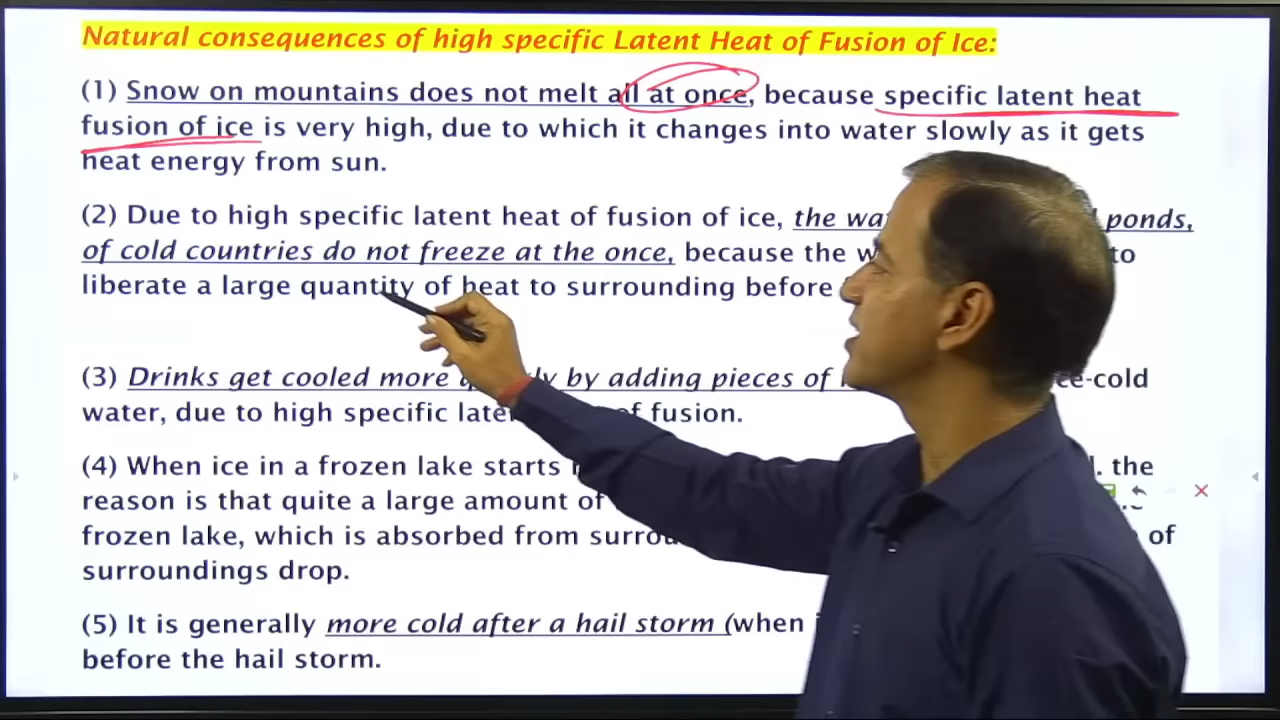 Natural consequences of high specific Latent Heat of Fusion of Ice:
(1) Snow on mountains does not melt all at once, because specific latent heat
fusion of ice is very high, due to which it changes into water slowly as it gets
heat energy from sun.
(2) Due to high specific latent heat of fusion of ice, the ponds,
of cold countries do not freeze at the once, because the to
liberate a large quantity of heat to surrounding before
(3) Drinks get cooled more by adding pieces of
water, due to high specific of fusion.
(4) When ice in a frozen lake starts the
reason is that quite a large amount of
frozen lake, which is absorbed from of
surroundings drop.
(5) It is generally more cold after a hail storm (when
before the hail storm.